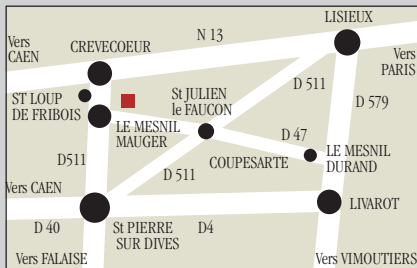 LISIEUX
Vers
CAEN
CREVECOEUR
N 13
Vers
PARIS
ST LOUP
DE FRIBOIS
St JULIEN
le FAUCON
D 511
D 579
LE MESNIL
MAUGER
D 47
D511
COUPESARTE
LE MESNIL
DURAND
D 511
Vers CAEN
LIVAROT
D 40
St PIERRE
SUR DIVES
D4
Vers FALAISE
Vers VIMOUTIERS